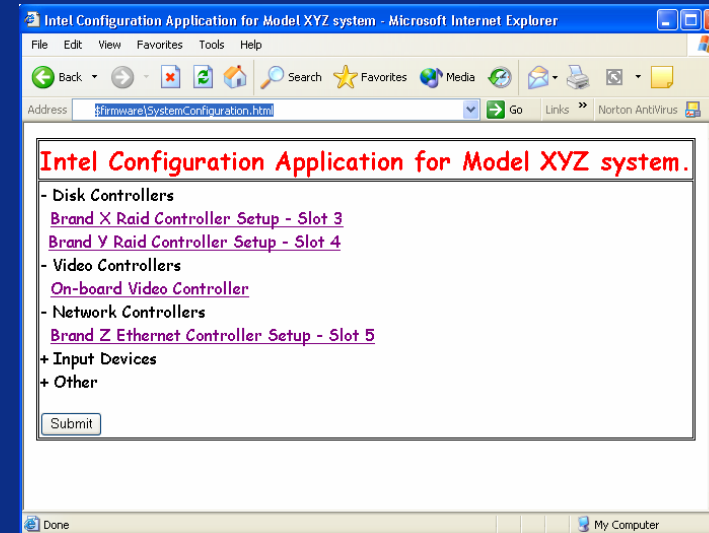 Intel Configuration Application for Model XYZ system - Microsoft Internet Explorer
File Edit View Favorites Tools Help
Back Search Favorites Media
Address $firmware\SystemConfiguration.html Go Links » Norton AntiVirus
Intel Configuration Application for Model XYZ system.
- Disk Controllers
Brand X Raid Controller Setup - Slot 3
Brand Y Raid Controller Setup - Slot 4
- Video Controllers
On-board Video Controller
- Network Controllers
Brand Z Ethernet Controller Setup - Slot 5
+ Input Devices
+ Other
Submit
Done My Computer